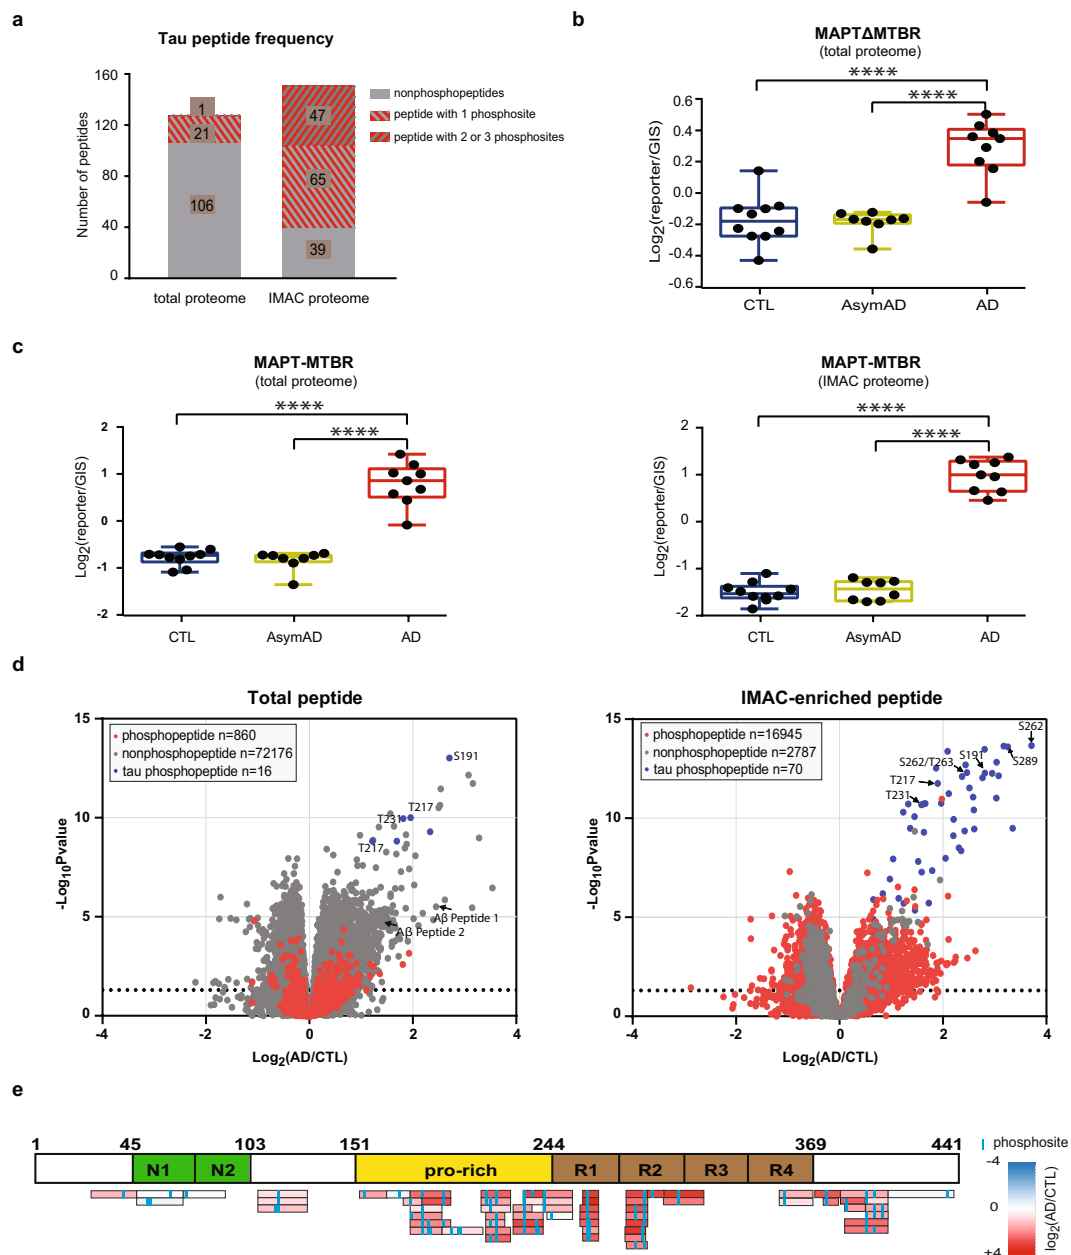 a
Tau peptide frequency
Number of peptides
160
120
80
40
0
1
21
106
47
65
39
total proteome
IMAC proteome
nonphosphopeptides
peptide with 1 phosphosite
peptide with 2 or 3 phosphosites
b
MAPTΔMTBR
(total proteome)
****
****
Log2(reporter/GIS)
0.6
0.4
0.2
0.0
-0.2
-0.4
-0.6
CTL
AsymAD
AD
c
MAPT-MTBR
(total proteome)
****
****
Log2(reporter/GIS)
2
1
0
-1
-2
CTL
AsymAD
AD
MAPT-MTBR
(IMAC proteome)
****
****
Log2(reporter/GIS)
2
1
0
-1
-2
CTL
AsymAD
AD
d
Total peptide
phosphopeptide n=860
nonphosphopeptide n=72176
tau phosphopeptide n=16
S191
T217
T231
T217
Aβ Peptide 1
Aβ Peptide 2
-Log10Pvalue
15
10
5
0
-4 -2 0 2 4
Log2(AD/CTL)
IMAC-enriched peptide
phosphopeptide n=16945
nonphosphopeptide n=2787
tau phosphopeptide n=70
S262
S191
S289
S262/T263
T217
T231
-Log10Pvalue
15
10
5
0
-4 -2 0 2 4
Log2(AD/CTL)
e
1 45 103 151 244 369 441
N1 N2 pro-rich R1 R2 R3 R4
phosphosite
-4
0
+4
log2(AD/CTL)